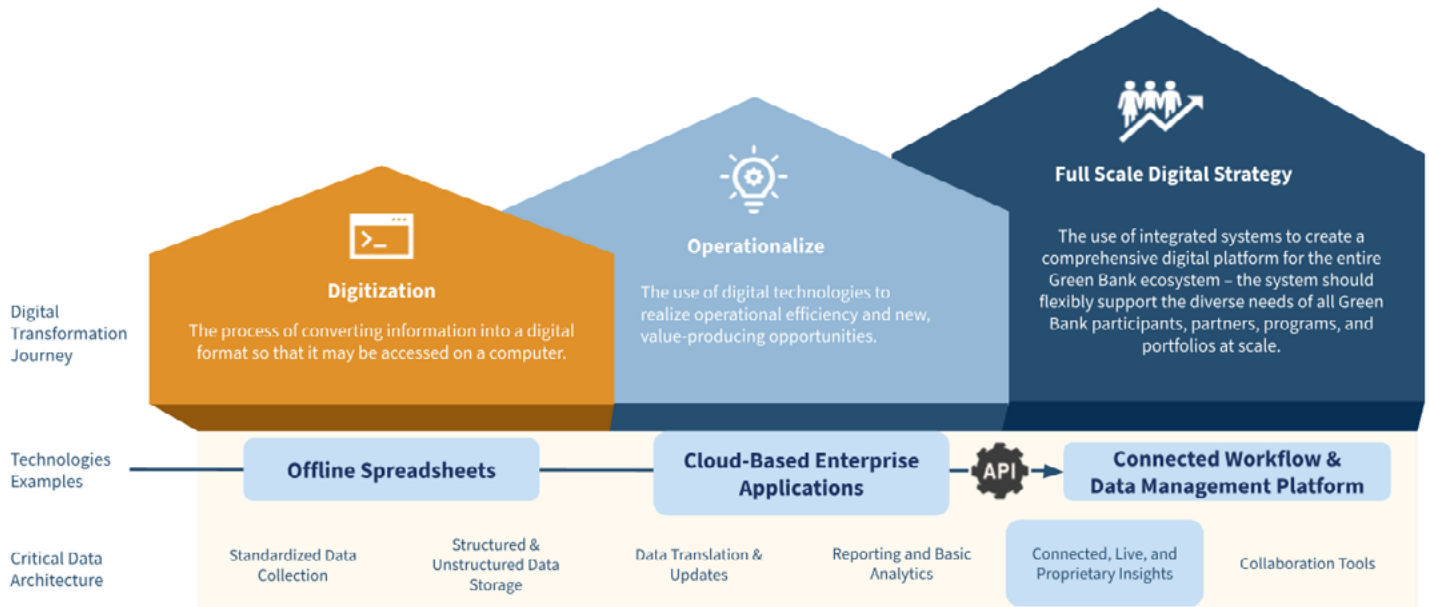 Digitization
The process of converting information into a digital
format so that it may be accessed on a computer.
Operationalize
The use of digital technologies to
realize operational efficiency and new,
value-producing opportunities.
Full Scale Digital Strategy
The use of integrated systems to create a
comprehensive digital platform for the entire
Green Bank ecosystem – the system should
flexibly support the diverse needs of all Green
Bank participants, partners, programs, and
portfolios at scale.
Digital
Transformation
Journey
Technologies
Examples
Offline Spreadsheets
Cloud-Based Enterprise
Applications
API
Connected Workflow &
Data Management Platform
Critical Data
Architecture
Standardized Data
Collection
Structured &
Unstructured Data
Storage
Data Translation &
Updates
Reporting and Basic
Analytics
Connected, Live, and
Proprietary Insights
Collaboration Tools